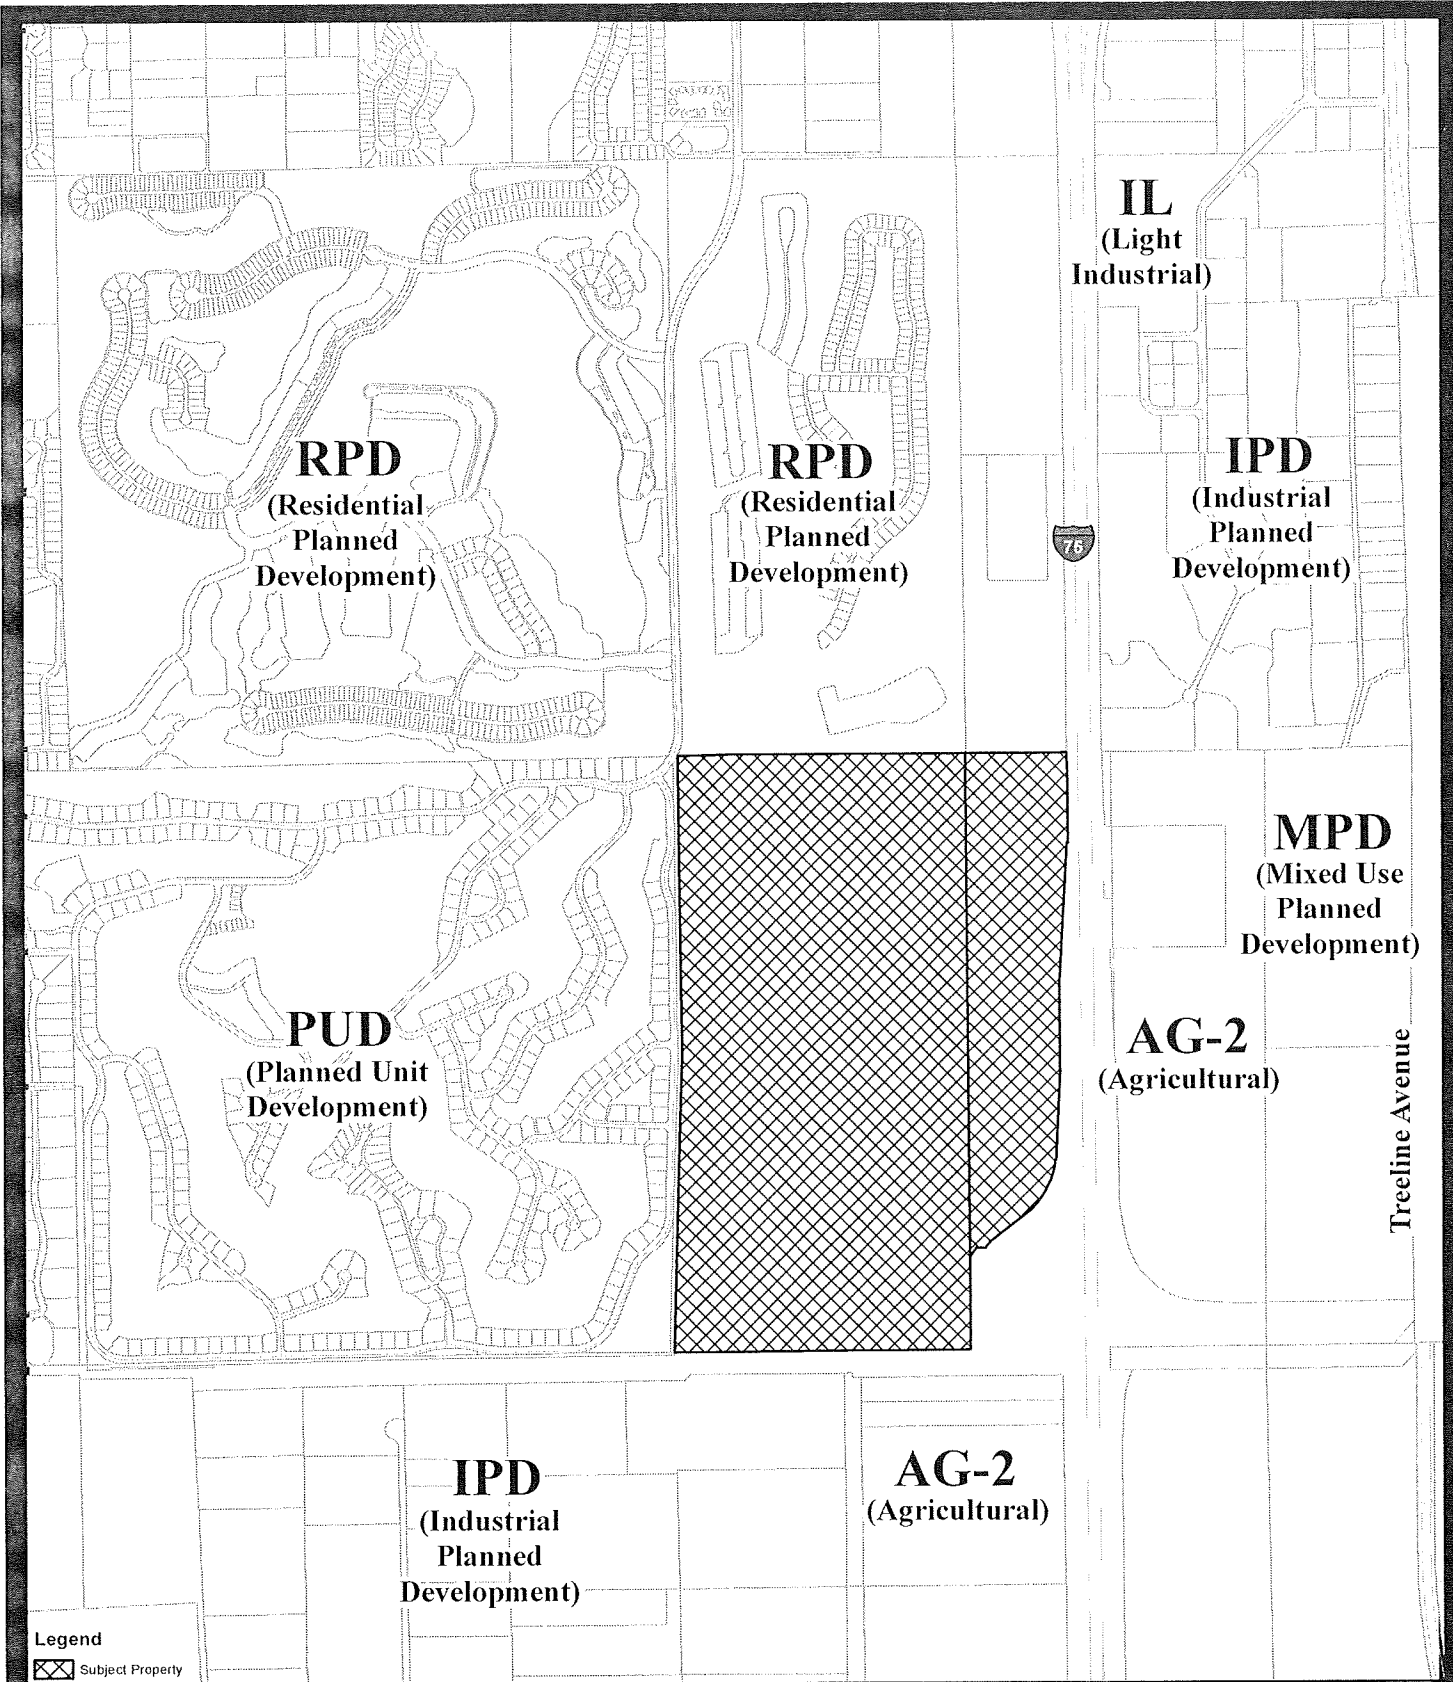 IL
(Light
Industrial)
RPD
(Residential
Planned
Development)
RPD
(Residential
Planned
Development)
75
IPD
(Industrial
Planned
Development)
MPD
(Mixed Use
Planned
Development)
PUD
(Planned Unit
Development)
AG-2
(Agricultural)
Treeline Avenue
IPD
(Industrial
Planned
Development)
AG-2
(Agricultural)
Legend
Subject Property